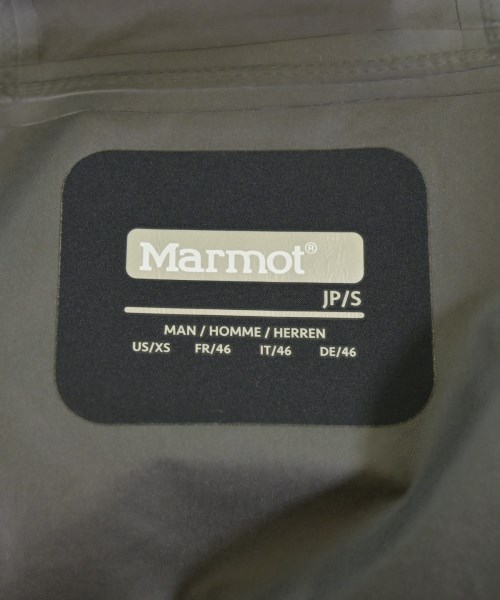 Marmot®
JP/S
MAN / HOMME / HERREN
US/XS FR/46 IT/46 DE/46